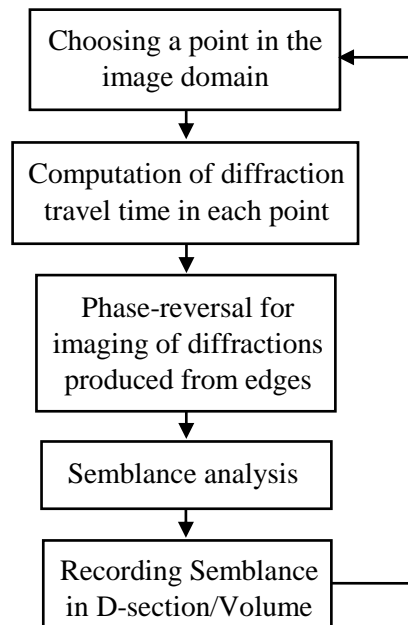 Choosing a point in the
image domain
Computation of diffraction
travel time in each point
Phase-reversal for
imaging of diffractions
produced from edges
Semblance analysis
Recording Semblance
in D-section/Volume